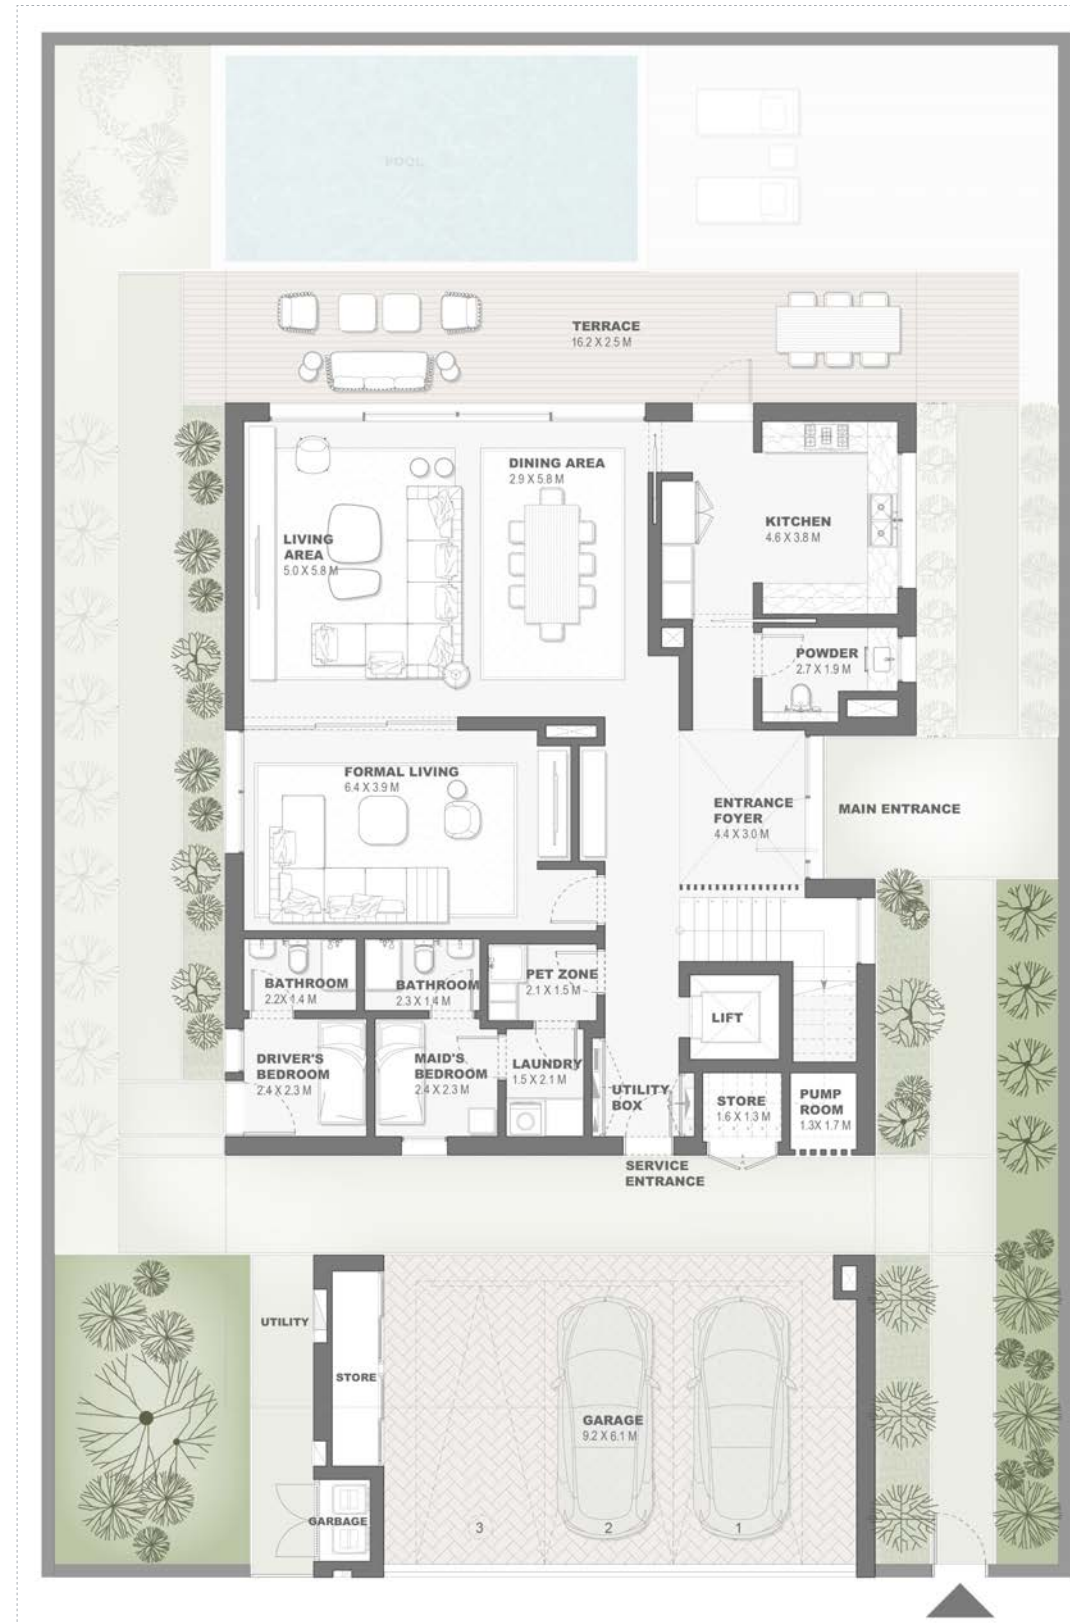 POOL
TERRACE
16.2 X 2.5 M
DINING AREA
2.9 X 5.8 M
LIVING
AREA
5.0 X 5.8 M
KITCHEN
4.6 X 3.8 M
POWDER
2.7 X 1.9 M
FORMAL LIVING
6.4 X 3.9 M
ENTRANCE
FOYER
4.4 X 3.0 M
MAIN ENTRANCE
BATHROOM
2.2X 1.4 M
BATHROOM
2.3 X 1.4 M
PET ZONE
2.1 X 1.5 M
LIFT
DRIVER'S
BEDROOM
2.4 X 2.3 M
MAID'S
BEDROOM
2.4 X 2.3 M
LAUNDRY
1.5 X 2.1 M
UTILITY
BOX
STORE
1.6 X 1.3 M
PUMP
ROOM
1.3X 1.7 M
SERVICE
ENTRANCE
UTILITY
STORE
GARAGE
9.2 X 6.1 M
GARBAGE
3
2
1